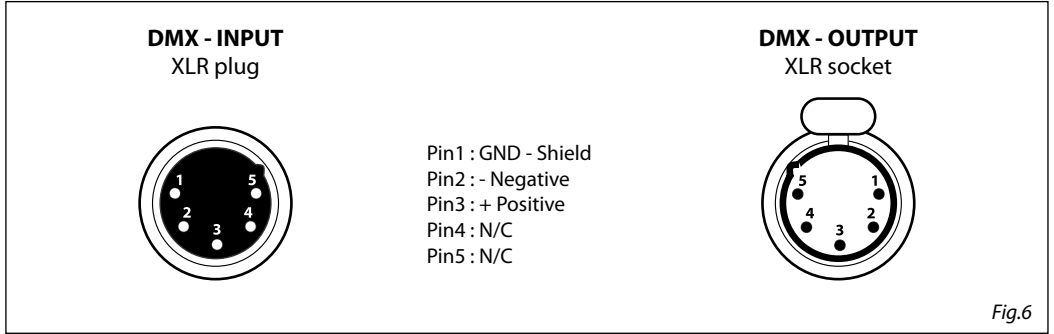 DMX - INPUT
XLR plug
1
5
2
4
3
Pin1 : GND - Shield
Pin2 : - Negative
Pin3 : + Positive
Pin4 : N/C
Pin5 : N/C
DMX - OUTPUT
XLR socket
5
1
4
2
3
Fig.6